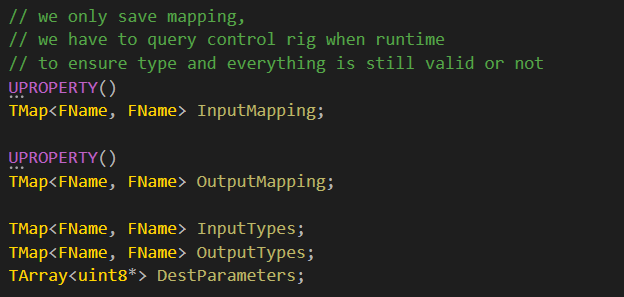 // we only save mapping,
// we have to query control rig when runtime
// to ensure type and everything is still valid or not
UPROPERTY()
TMap<FName, FName> InputMapping;
UPROPERTY()
TMap<FName, FName> OutputMapping;
TMap<FName, FName> InputTypes;
TMap<FName, FName> OutputTypes;
TArray<uint8*> DestParameters;